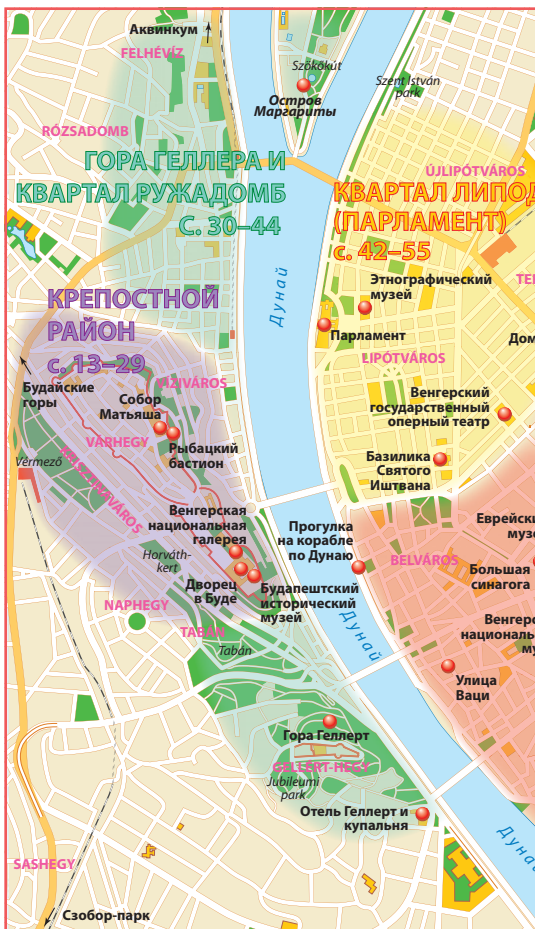 Аквинкум
FELHÉVÍZ
Szökőkút
Остров
Маргариты
Szent István
park
RÓZSADOMB
ГОРА ГЕЛЛЕРА И
КВАРТАЛ РУЖАДОМБ
С. 30–44
ÚJLIPÓTVÁROS
КВАРТАЛ ЛИПОД
(ПАРЛАМЕНТ)
с. 42–55
Дунай
Этнографический
музей
TE
КРЕПОСТНОЙ
РАЙОН
с. 13–29
Парламент
Дом
LIPÓTVÁROS
Будайские
горы
VÍZIVÁROS
Собор
Матьяша
Венгерский
государственный
оперный театр
VÁRHEGY
Рыбацкий
бастион
Vérmező
Базилика
Святого
Иштвана
KRISZTINAVÁROS
Венгерская
национальная
галерея
Прогулка
на корабле
по Дунаю
Еврейски
музе
Horváth-
kert
BELVÁROS
Большая
синагога
Дворец
в Буде
Будапештский
исторический
музей
NAPHEGY
Венгерс
национальн
му
TABÁN
Tabán
Дунай
Улица
Ваци
Гора Геллерт
GELLÉRT-HEGY
Jubileumi
park
Отель Геллерт и
купальня
Дунай
SASHEGY
Сзобор-парк